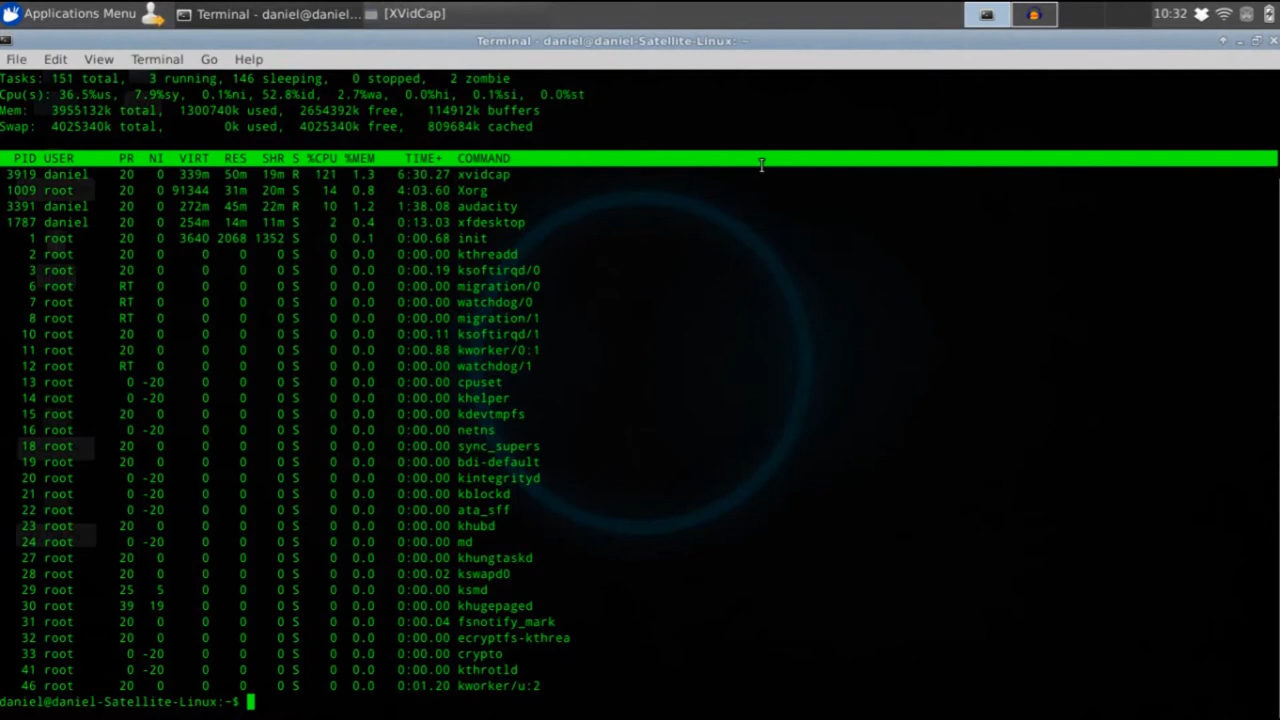 Applications Menu Terminal - daniel@daniel... [XVidCap] 10:32
Terminal - daniel@daniel-Satellite-Linux: ~
File Edit View Terminal Go Help
Tasks: 151 total, 3 running, 146 sleeping, 0 stopped, 2 zombie
Cpu(s): 36.5%us, 7.9%sy, 0.1%ni, 52.8%id, 2.7%wa, 0.0%hi, 0.1%si, 0.0%st
Mem: 3955132k total, 1300740k used, 2654392k free, 114912k buffers
Swap: 4025340k total, 0k used, 4025340k free, 809684k cached
PID USER PR NI VIRT RES SHR S %CPU %MEM TIME+ COMMAND
3919 daniel 20 0 339m 50m 19m R 121 1.3 6:30.27 xvidcap
1009 root 20 0 91344 31m 20m S 14 0.8 4:03.60 Xorg
3391 daniel 20 0 272m 45m 22m R 10 1.2 1:38.08 audacity
1787 daniel 20 0 254m 14m 11m S 2 0.4 0:13.03 xfdesktop
1 root 20 0 3640 2068 1352 S 0 0.1 0:00.68 init
2 root 20 0 0 0 0 S 0 0.0 0:00.00 kthreadd
3 root 20 0 0 0 0 S 0 0.0 0:00.19 ksoftirqd/0
6 root RT 0 0 0 0 S 0 0.0 0:00.00 migration/0
7 root RT 0 0 0 0 S 0 0.0 0:00.00 watchdog/0
8 root RT 0 0 0 0 S 0 0.0 0:00.00 migration/1
10 root 20 0 0 0 0 S 0 0.0 0:00.11 ksoftirqd/1
11 root 20 0 0 0 0 S 0 0.0 0:00.88 kworker/0:1
12 root RT 0 0 0 0 S 0 0.0 0:00.00 watchdog/1
13 root 0 -20 0 0 0 S 0 0.0 0:00.00 cpuset
14 root 0 -20 0 0 0 S 0 0.0 0:00.00 khelper
15 root 20 0 0 0 0 S 0 0.0 0:00.00 kdevtmpfs
16 root 0 -20 0 0 0 S 0 0.0 0:00.00 netns
18 root 20 0 0 0 0 S 0 0.0 0:00.00 sync_supers
19 root 20 0 0 0 0 S 0 0.0 0:00.00 bdi-default
20 root 0 -20 0 0 0 S 0 0.0 0:00.00 kintegrityd
21 root 0 -20 0 0 0 S 0 0.0 0:00.00 kblockd
22 root 0 -20 0 0 0 S 0 0.0 0:00.00 ata_sff
23 root 20 0 0 0 0 S 0 0.0 0:00.00 khubd
24 root 0 -20 0 0 0 S 0 0.0 0:00.00 md
27 root 20 0 0 0 0 S 0 0.0 0:00.00 khungtaskd
28 root 20 0 0 0 0 S 0 0.0 0:00.02 kswapd0
29 root 25 5 0 0 0 S 0 0.0 0:00.00 ksmd
30 root 39 19 0 0 0 S 0 0.0 0:00.00 khugepaged
31 root 20 0 0 0 0 S 0 0.0 0:00.04 fsnotify_mark
32 root 20 0 0 0 0 S 0 0.0 0:00.00 ecryptfs-kthrea
33 root 0 -20 0 0 0 S 0 0.0 0:00.00 crypto
41 root 0 -20 0 0 0 S 0 0.0 0:00.00 kthrotld
46 root 20 0 0 0 0 S 0 0.0 0:01.20 kworker/u:2
daniel@daniel-Satellite-Linux:~$